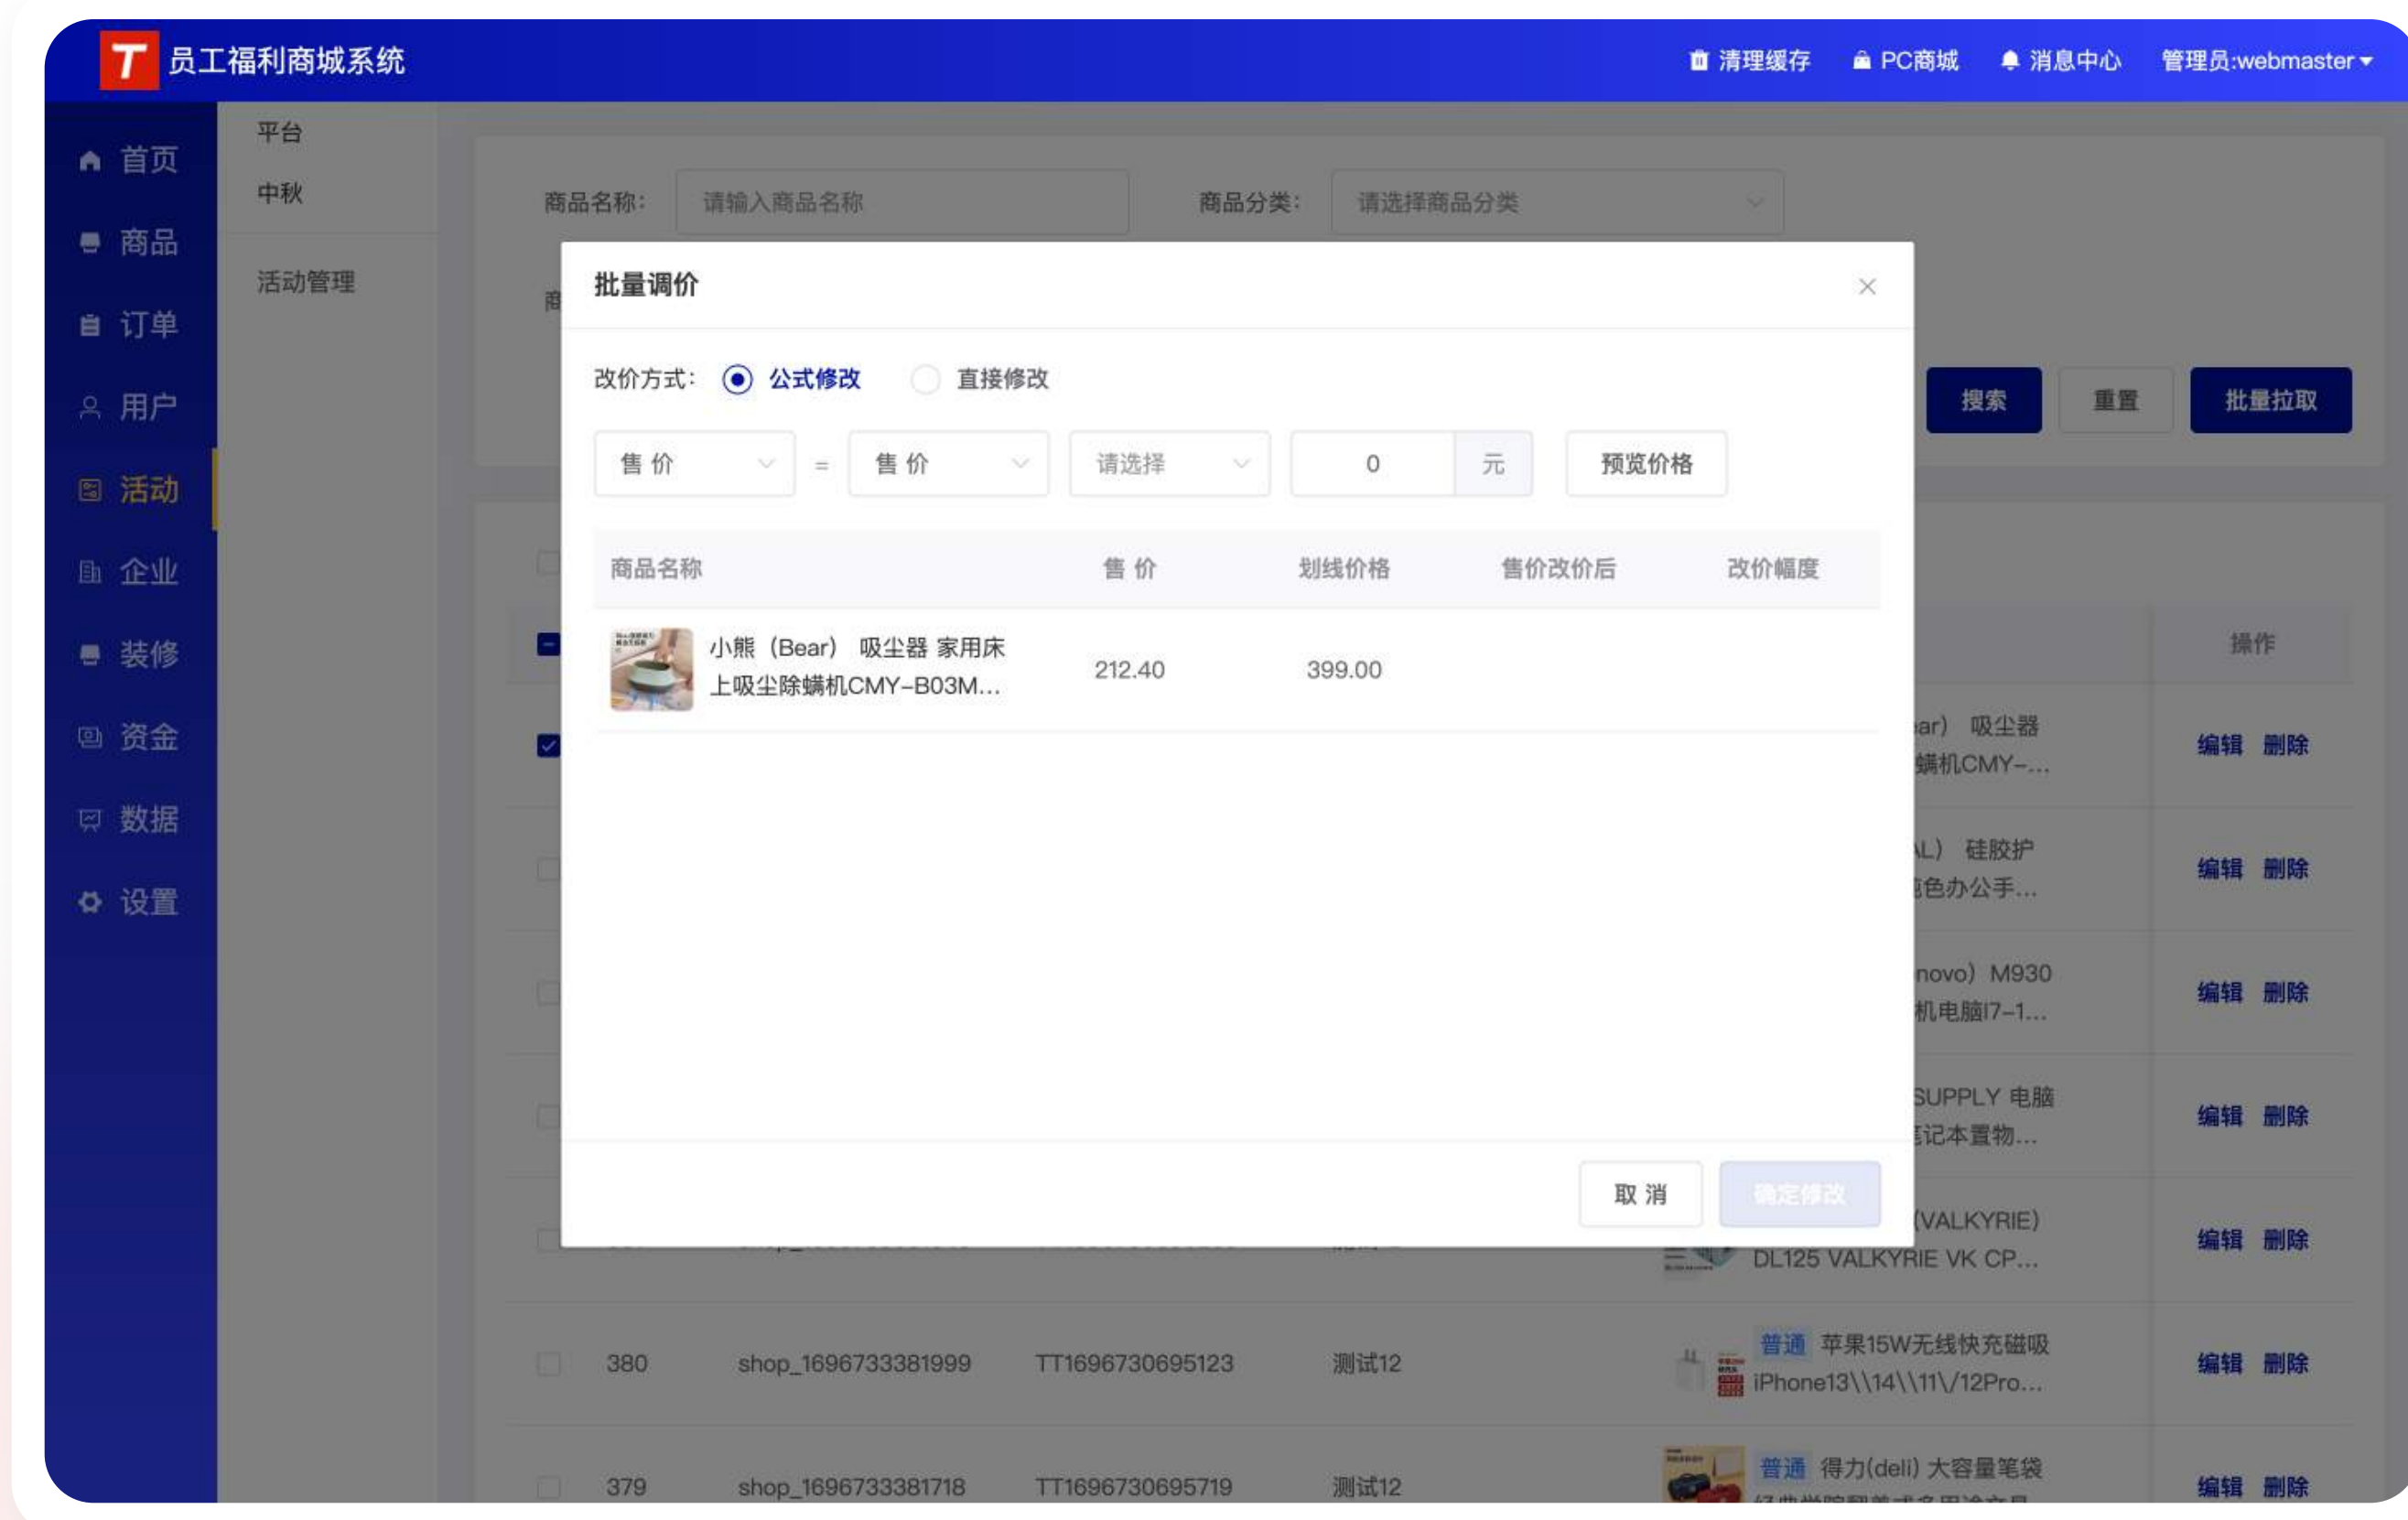 员工福利商城系统
清理缓存 PC商城 消息中心 管理员:webmaster
首页
商品
订单
用户
活动
企业
装修
资金
数据
设置
平台
中秋
活动管理
商品名称: 请输入商品名称 商品分类: 请选择商品分类
搜索 重置 批量拉取
批量调价
改价方式: 公式修改 直接修改
售价 = 售价 请选择 0 元 预览价格
商品名称 售价 划线价格 售价改价后 改价幅度
小熊（Bear） 吸尘器 家用床
上吸尘除螨机CMY-B03M...
212.40 399.00
取消 确定修改
操作
ar） 吸尘器
螨机CMY-...
编辑 删除
L） 硅胶护
色办公手...
编辑 删除
novo）M930
机电脑I7-1...
编辑 删除
SUPPLY 电脑
记本置物...
编辑 删除
(VALKYRIE)
DL125 VALKYRIE VK CP...
编辑 删除
380 shop_1696733381999 TT1696730695123 测试12
普通 苹果15W无线快充磁吸
iPhone13\\14\\11\/12Pro...
编辑 删除
379 shop_1696733381718 TT1696730695719 测试12
普通 得力(deli) 大容量笔袋
编辑 删除